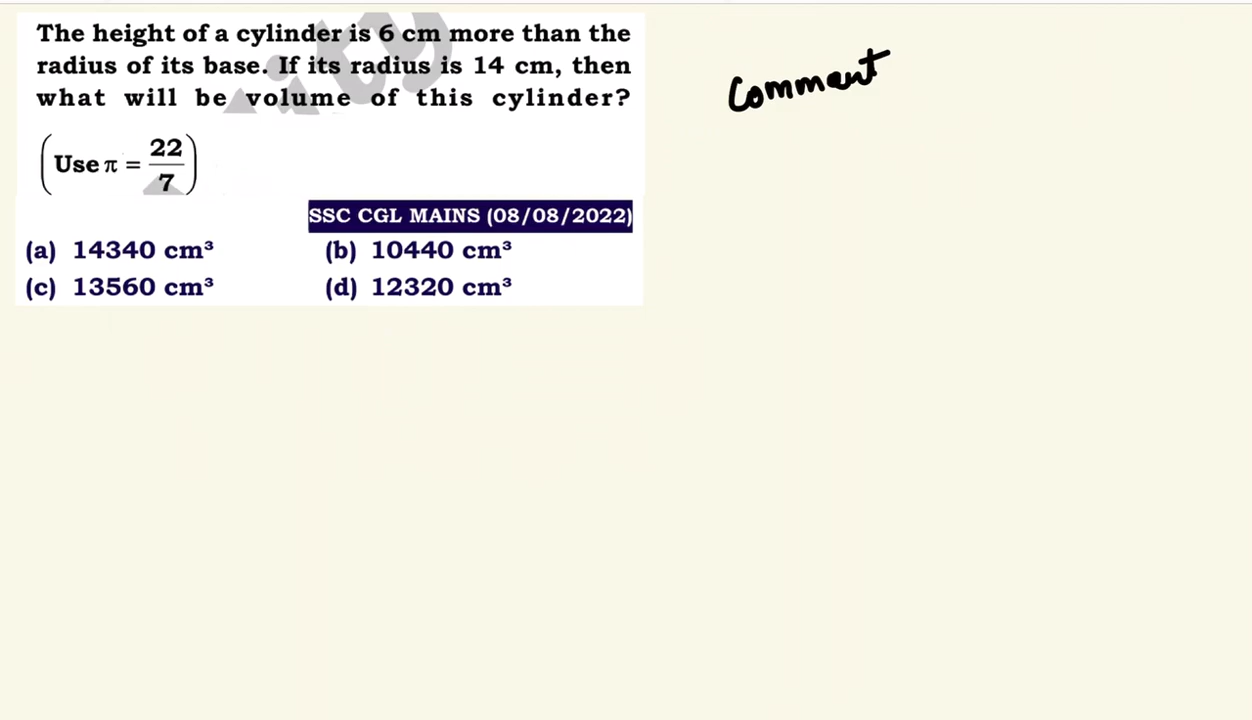 The height of a cylinder is 6 cm more than the
radius of its base. If its radius is 14 cm, then
what will be volume of this cylinder?
(Use π = 22/7)
SSC CGL MAINS (08/08/2022)
(a) 14340 cm³ (b) 10440 cm³
(c) 13560 cm³ (d) 12320 cm³
Comment